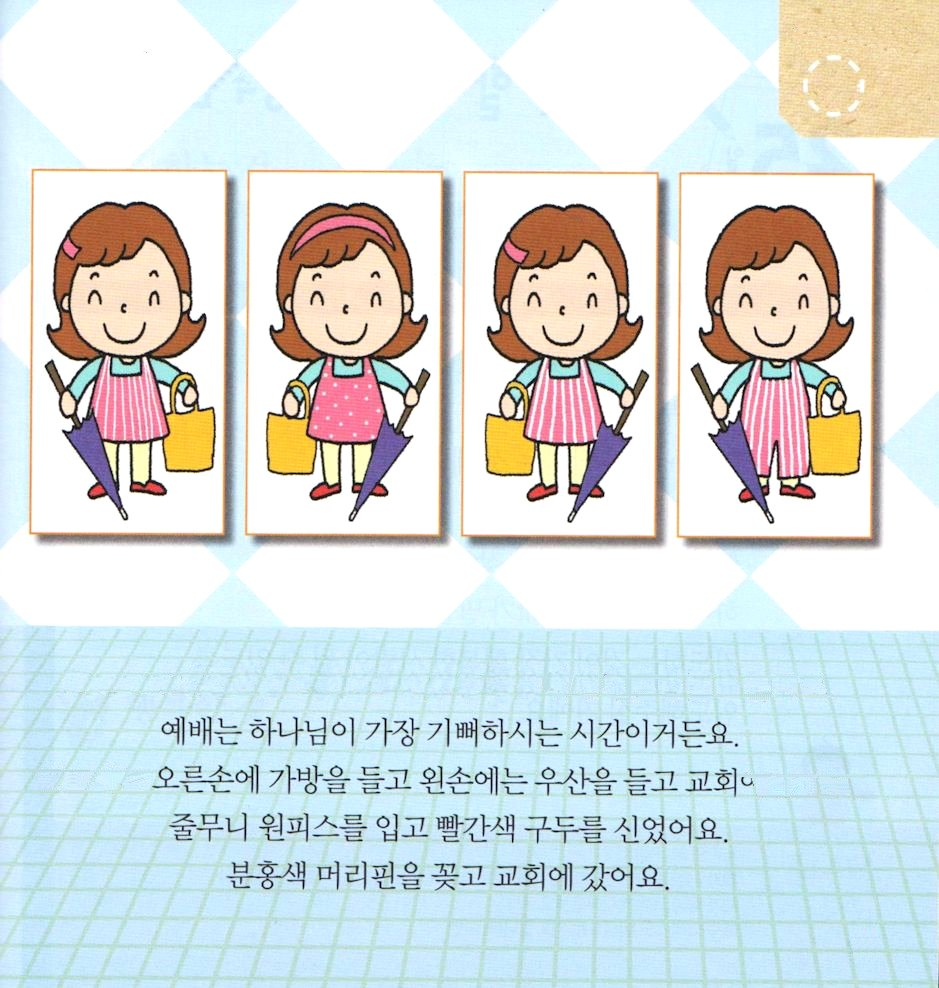 예배는 하나님이 가장 기뻐하시는 시간이거든요.
오른손에 가방을 들고 왼손에는 우산을 들고
줄무늬 원피스를 입고 빨간색 구두를 신었어요.
분홍색 머리핀을 꽂고 교회에 갔어요.